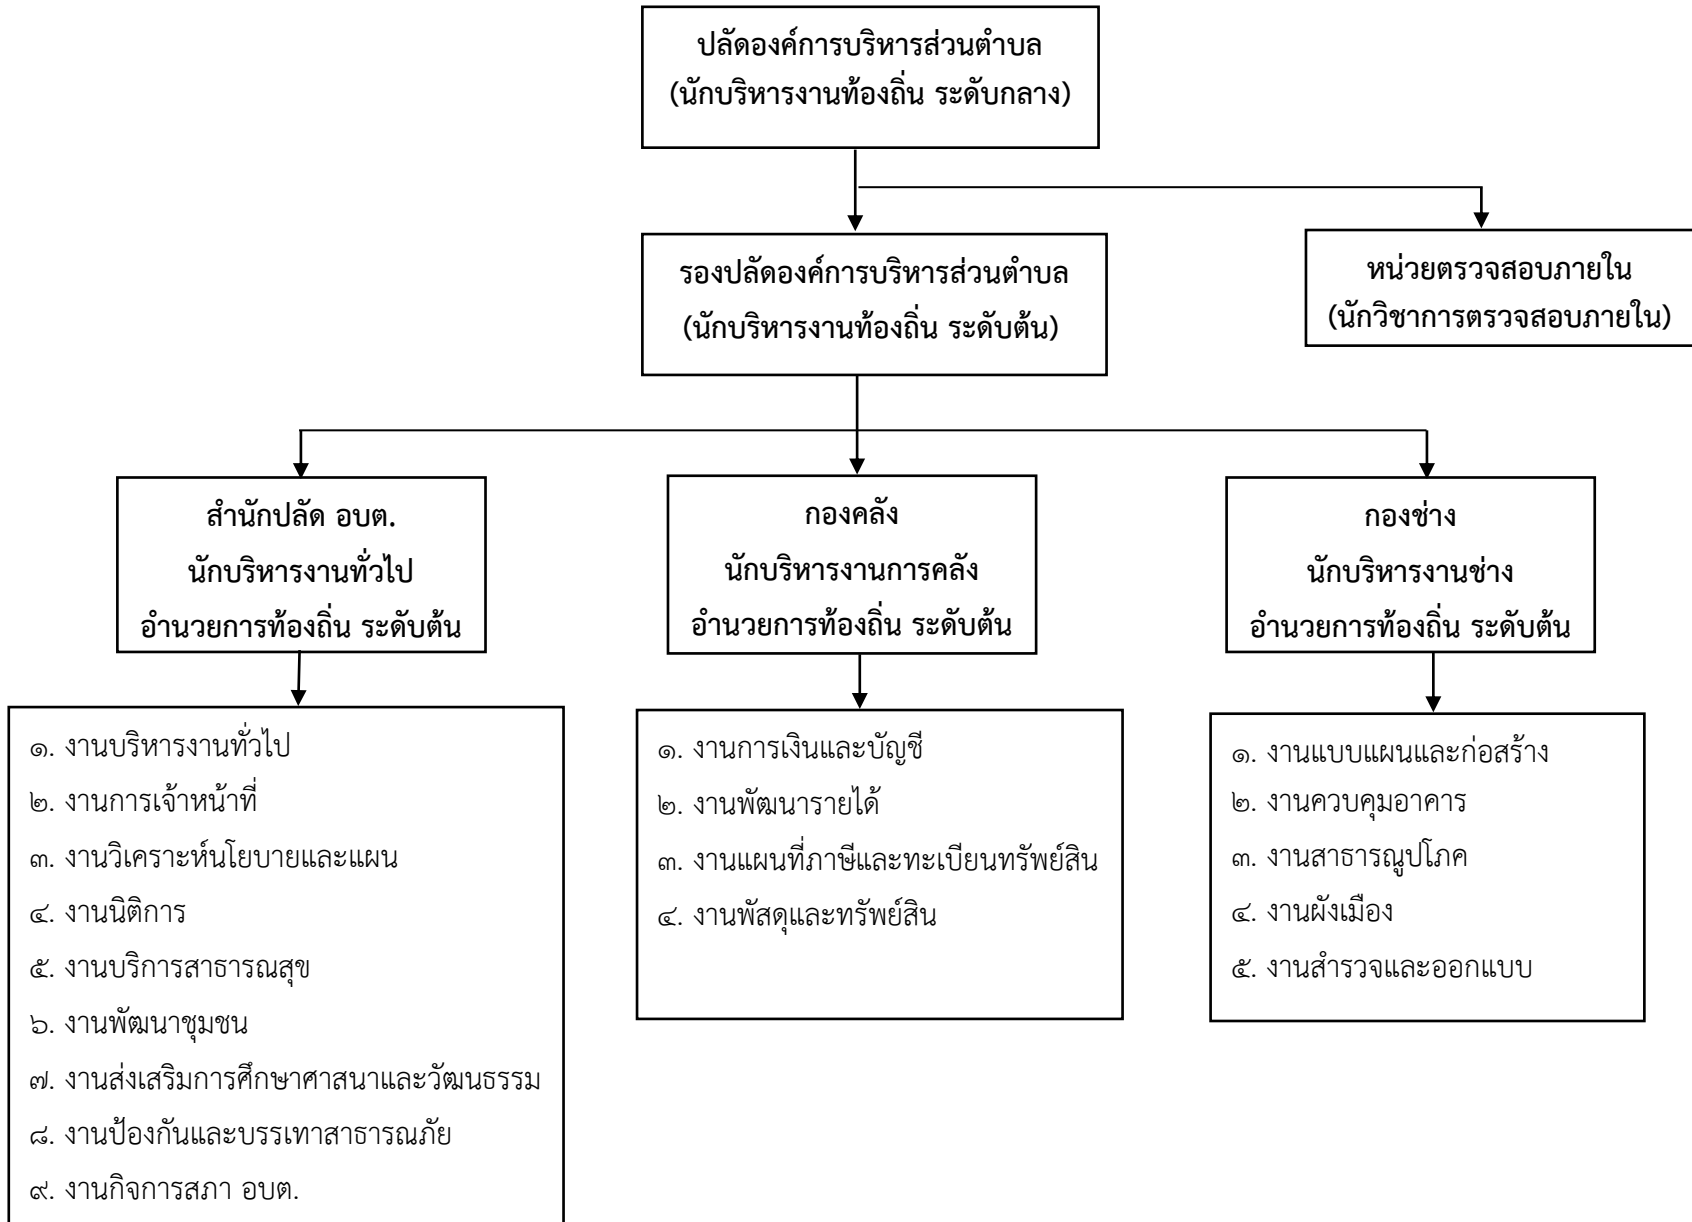 ปลัดองค์การบริหารส่วนตำบล
(นักบริหารงานท้องถิ่น ระดับกลาง)
รองปลัดองค์การบริหารส่วนตำบล
(นักบริหารงานท้องถิ่น ระดับต้น)
หน่วยตรวจสอบภายใน
(นักวิชาการตรวจสอบภายใน)
สำนักปลัด อบต.
นักบริหารงานทั่วไป
อำนวยการท้องถิ่น ระดับต้น
กองคลัง
นักบริหารงานการคลัง
อำนวยการท้องถิ่น ระดับต้น
กองช่าง
นักบริหารงานช่าง
อำนวยการท้องถิ่น ระดับต้น
๑. งานบริหารงานทั่วไป
๒. งานการเจ้าหน้าที่
๓. งานวิเคราะห์นโยบายและแผน
๔. งานนิติการ
๕. งานบริการสาธารณสุข
๖. งานพัฒนาชุมชน
๗. งานส่งเสริมการศึกษาศาสนาและวัฒนธรรม
๘. งานป้องกันและบรรเทาสาธารณภัย
๙. งานกิจการสภา อบต.
๑. งานการเงินและบัญชี
๒. งานพัฒนารายได้
๓. งานแผนที่ภาษีและทะเบียนทรัพย์สิน
๔. งานพัสดุและทรัพย์สิน
๑. งานแบบแผนและก่อสร้าง
๒. งานควบคุมอาคาร
๓. งานสาธารณูปโภค
๔. งานผังเมือง
๕. งานสำรวจและออกแบบ